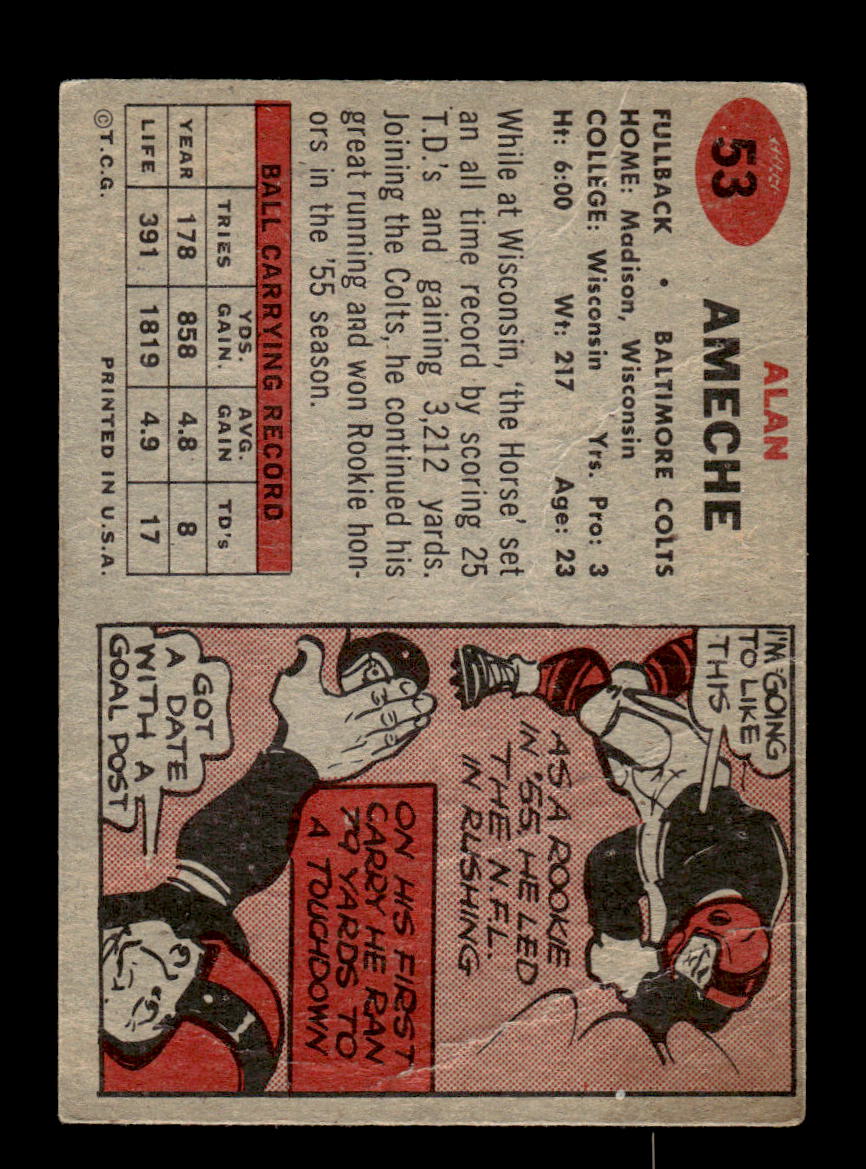 53
ALAN
AMECHE
FULLBACK • BALTIMORE COLTS
HOME: Madison, Wisconsin
COLLEGE: Wisconsin Yrs. Pro: 3
Ht: 6:00 Wt: 217 Age: 23
While at Wisconsin, 'the Horse' set
an all time record by scoring 25
T.D.'s and gaining 3,212 yards.
Joining the Colts, he continued his
great running and won Rookie hon-
ors in the '55 season.
BALL CARRYING RECORD
TRIES YDS. GAIN. AVG. GAIN TD's
YEAR 178 858 4.8 8
LIFE 391 1819 4.9 17
©T.C.G. PRINTED IN U.S.A.
I'M GOING
TO LIKE
THIS
AS A ROOKIE
IN '55 HE LED
THE N.F.L.
IN RUSHING
ON HIS FIRST
CARRY HE RAN
79 YARDS TO
A TOUCHDOWN
GOT
A DATE
WITH A
GOAL POST